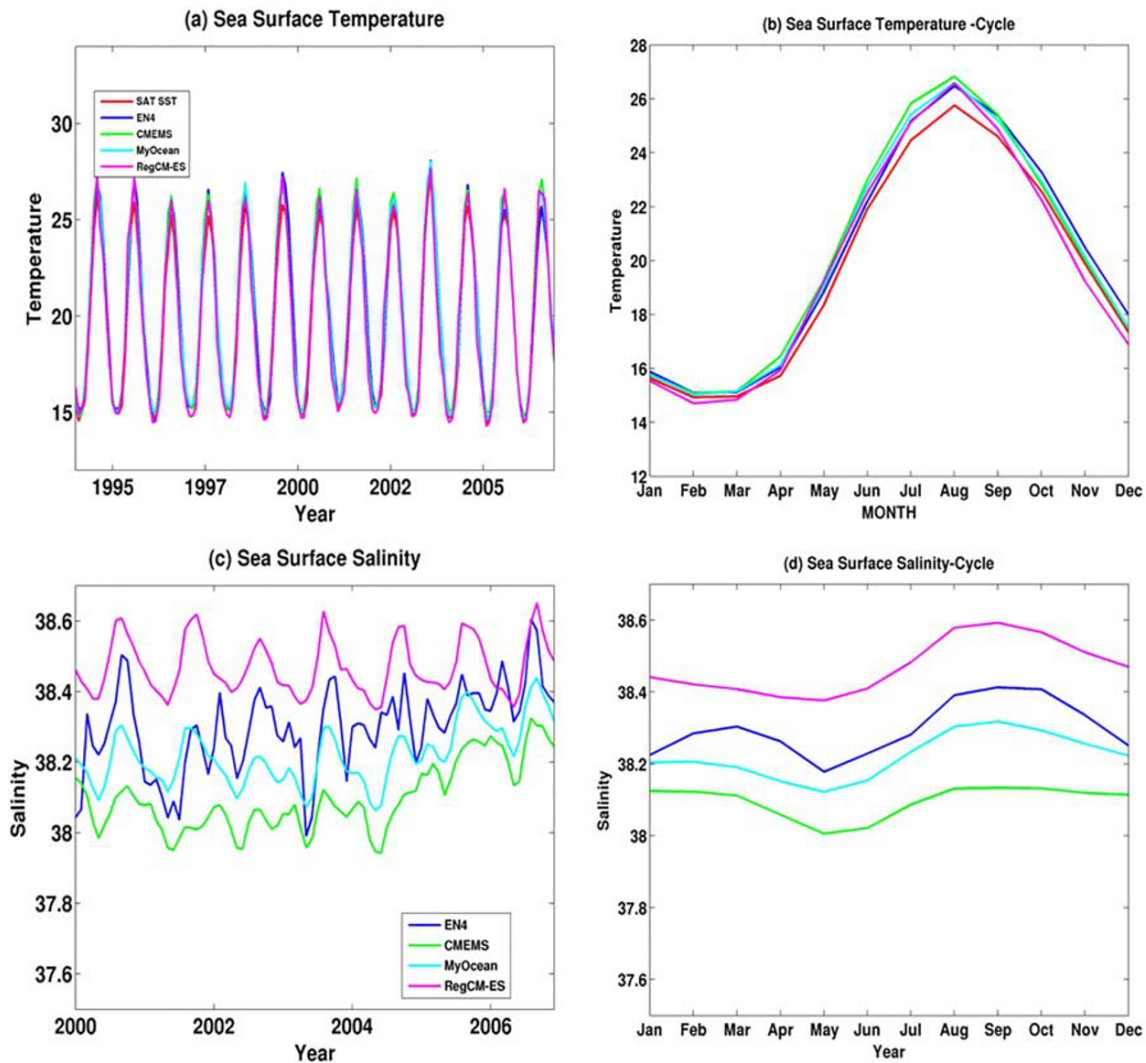 (a) Sea Surface Temperature
30
25
20
15
Temperature
SAT SST
EN4
CMEMS
MyOcean
RegCM-ES
1995 1997 2000 2002 2005
Year
(b) Sea Surface Temperature -Cycle
28
26
24
22
20
18
16
14
12
Temperature
Jan Feb Mar Apr May Jun Jul Aug Sep Oct Nov Dec
MONTH
(c) Sea Surface Salinity
38.6
38.4
38.2
38
37.8
37.6
Salinity
EN4
CMEMS
MyOcean
RegCM-ES
2000 2002 2004 2006
Year
(d) Sea Surface Salinity-Cycle
38.6
38.4
38.2
38
37.8
37.6
Salinity
Jan Feb Mar Apr May Jun Jul Aug Sep Oct Nov Dec
Year